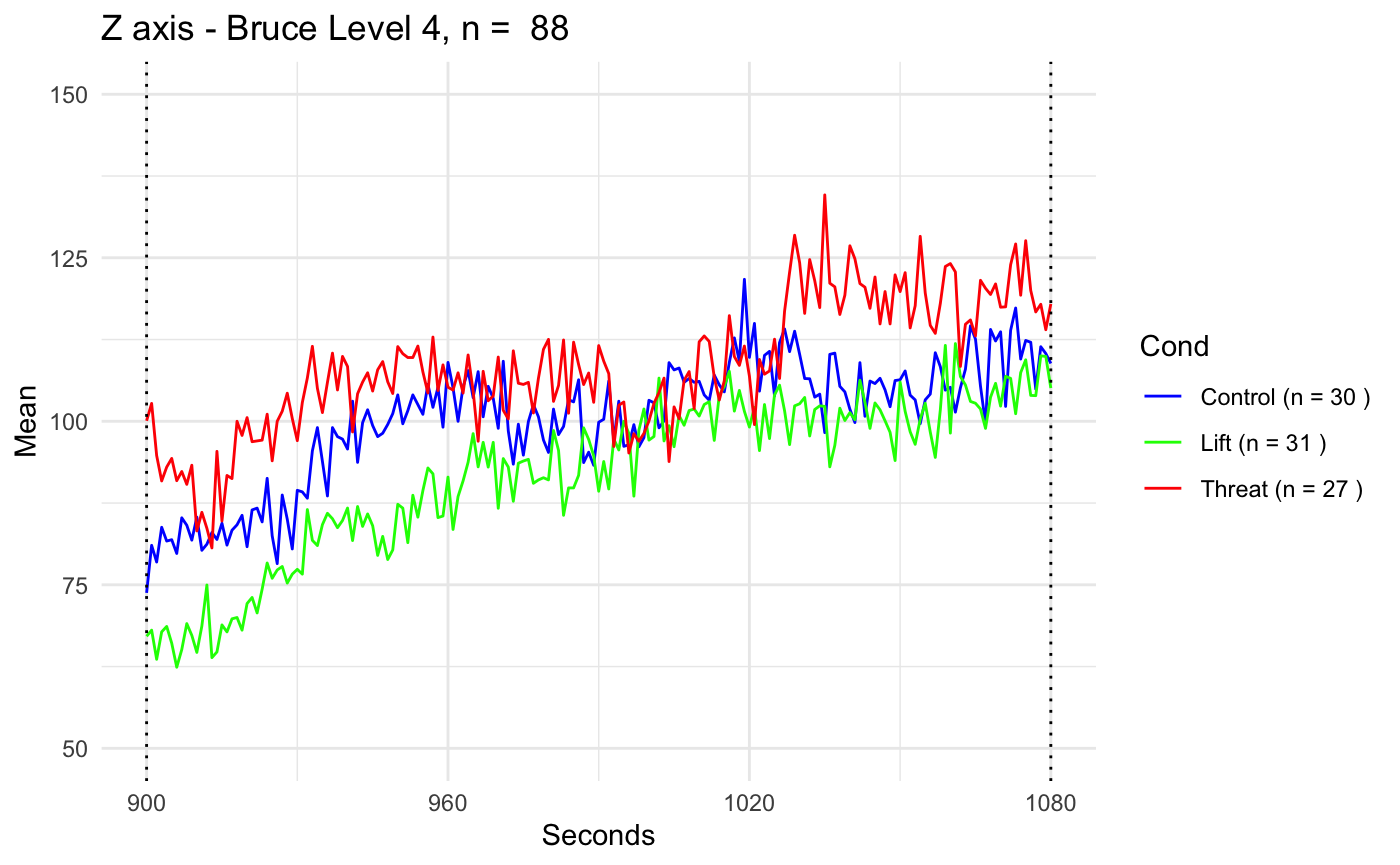 Z axis - Bruce Level 4, n =  88
150
125
100
75
50
Mean
900
960
1020
1080
Seconds
Cond
Control (n = 30 )
Lift (n = 31 )
Threat (n = 27 )